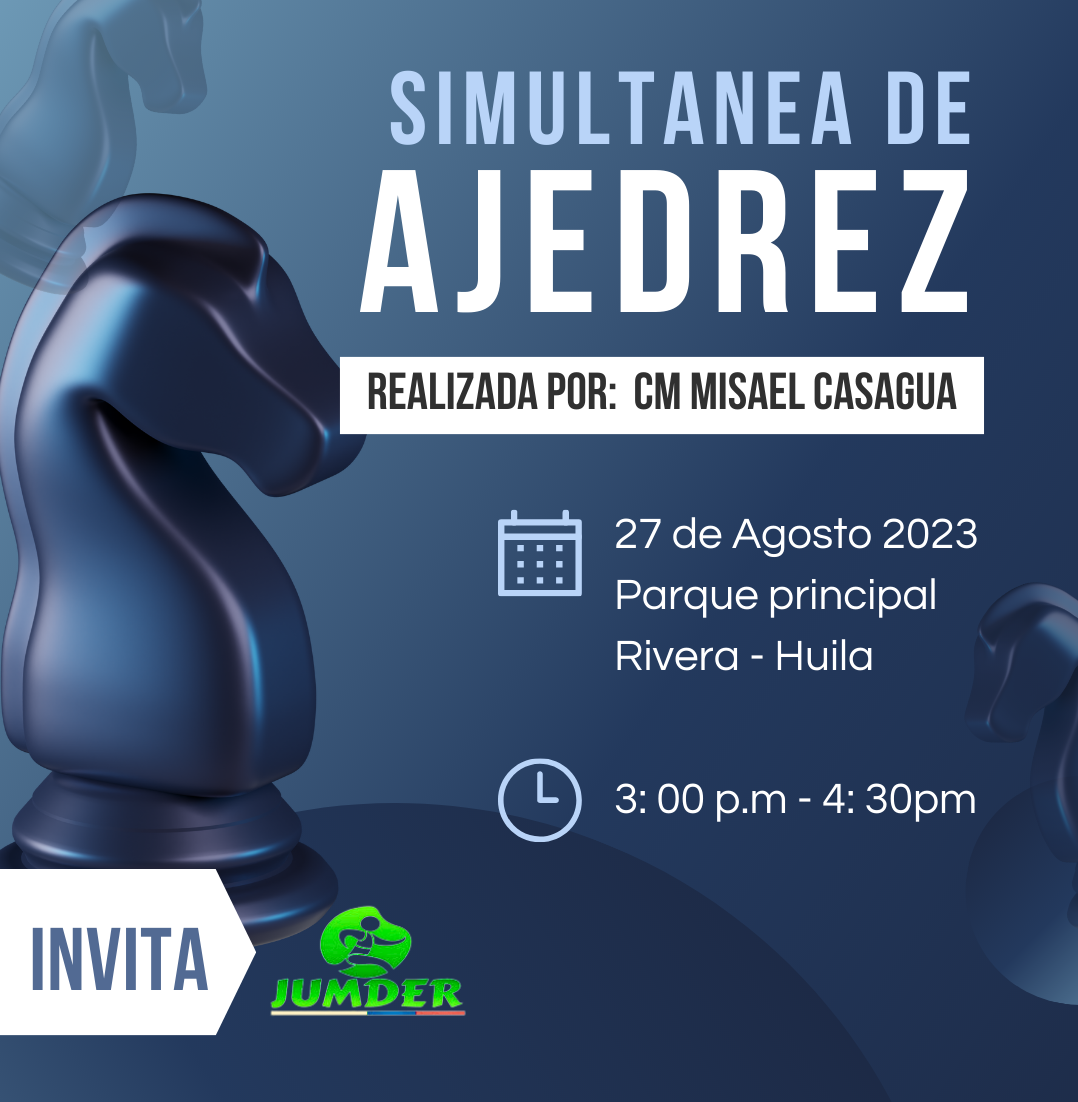 SIMULTANEA DE
AJEDREZ
REALIZADA POR: CM MISAEL CASAGUA
27 de Agosto 2023
Parque principal
Rivera - Huila
3: 00 p.m - 4: 30pm
INVITA
JUMDER